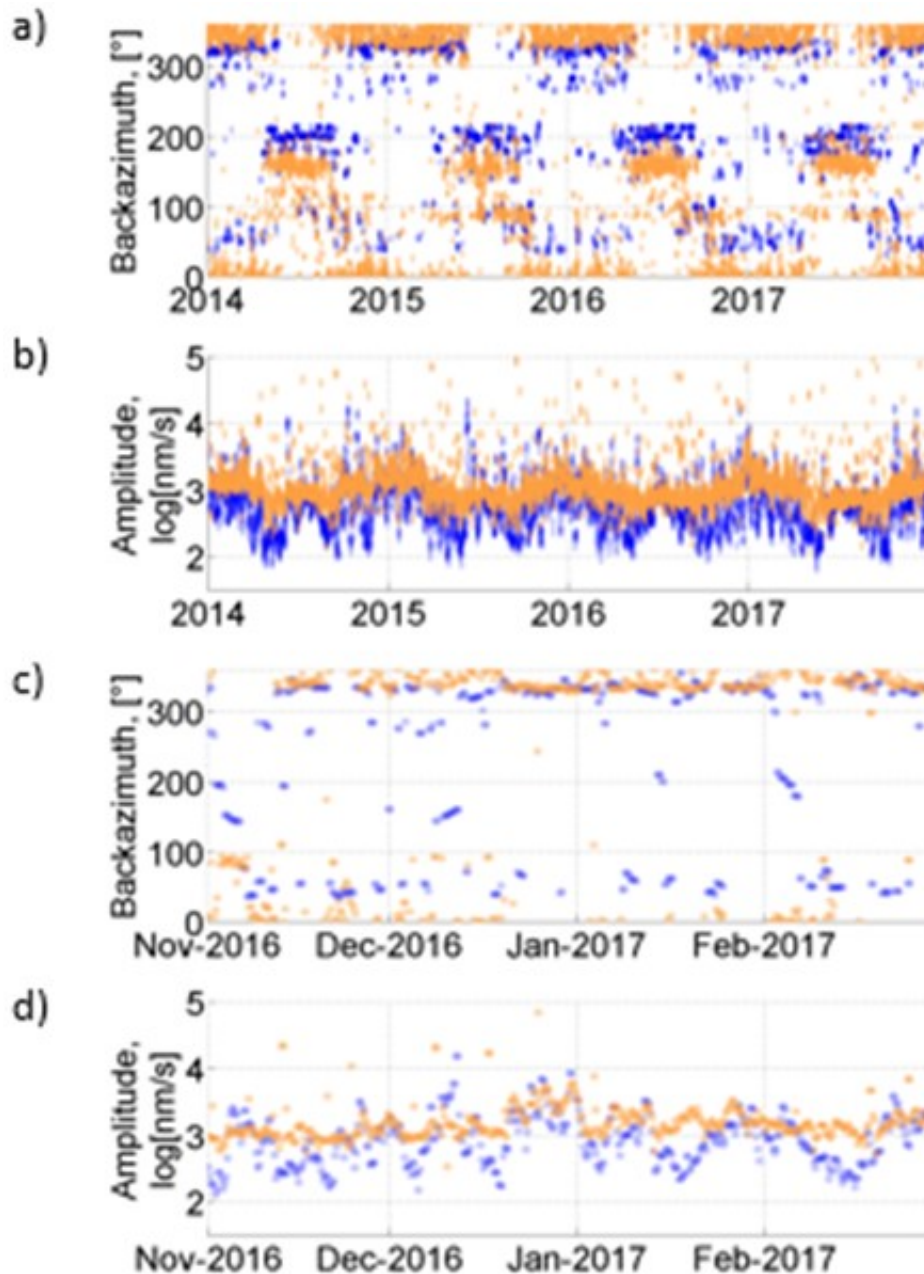 a)
Backazimuth, [°]
300
200
100
0
2014 2015 2016 2017
b)
Amplitude,
log[nm/s]
5
4
3
2
2014 2015 2016 2017
c)
Backazimuth, [°]
300
200
100
0
Nov-2016 Dec-2016 Jan-2017 Feb-2017
d)
Amplitude,
log[nm/s]
5
4
3
2
Nov-2016 Dec-2016 Jan-2017 Feb-2017